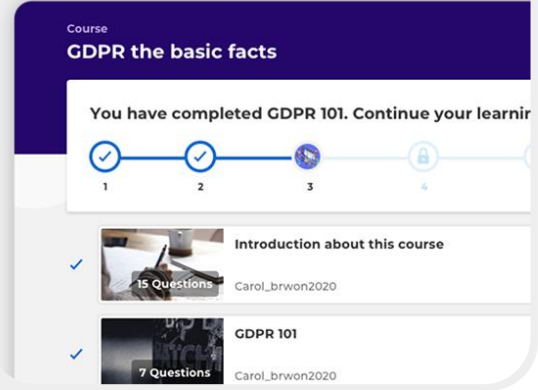 Course
GDPR the basic facts
You have completed GDPR 101. Continue your learnin
1
2
3
4
Introduction about this course
15 Questions
Carol_brwon2020
GDPR 101
7 Questions
Carol_brwon2020